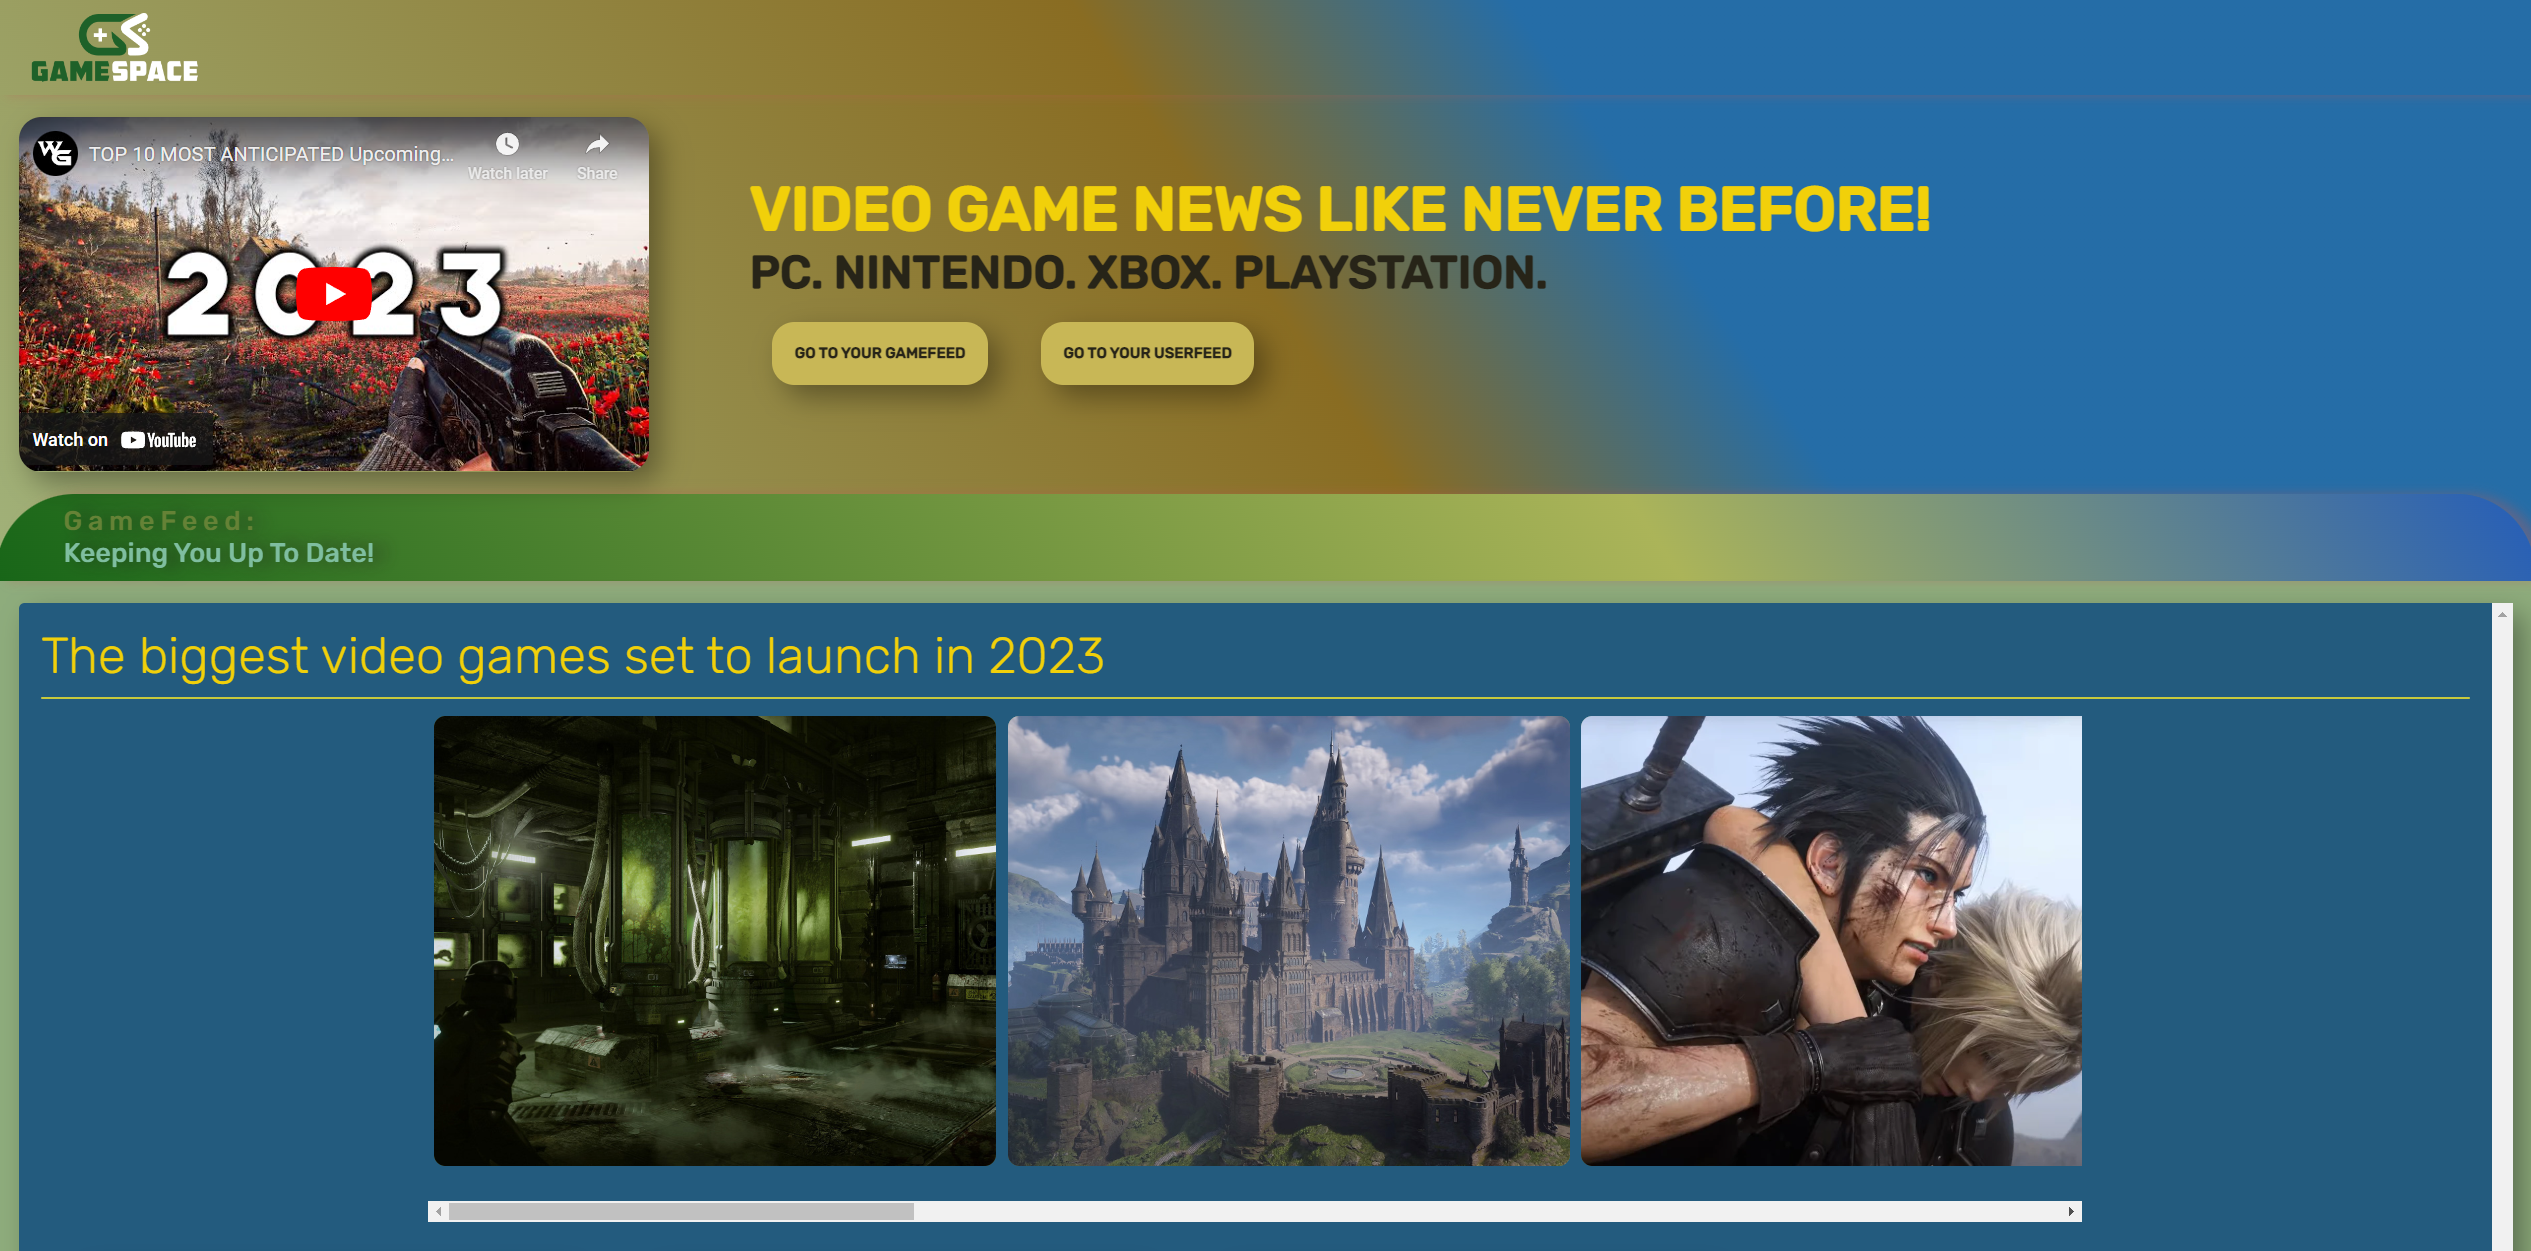 GAMESPACE
WG
TOP 10 MOST ANTICIPATED Upcoming...
Watch later
Share
2023
Watch on YouTube
VIDEO GAME NEWS LIKE NEVER BEFORE!
PC. NINTENDO. XBOX. PLAYSTATION.
GO TO YOUR GAMEFEED
GO TO YOUR USERFEED
GameFeed:
Keeping You Up To Date!
The biggest video games set to launch in 2023